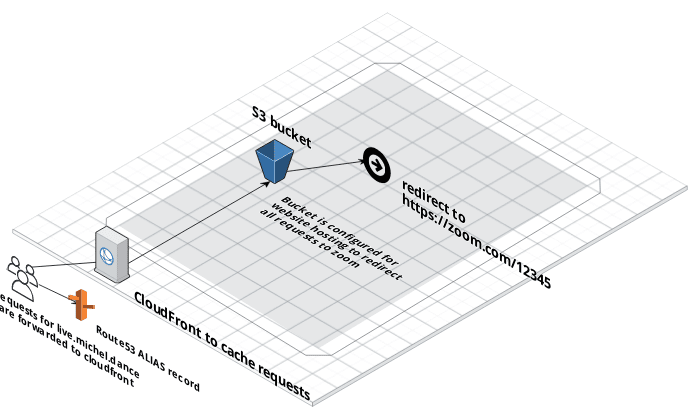 S3 bucket
redirect to
https://zoom.com/12345
Bucket is configured for
website hosting to redirect
all requests to zoom
CloudFront to cache requests
equests for live.michel.dance
are forwarded to cloudfront
Route53 ALIAS record